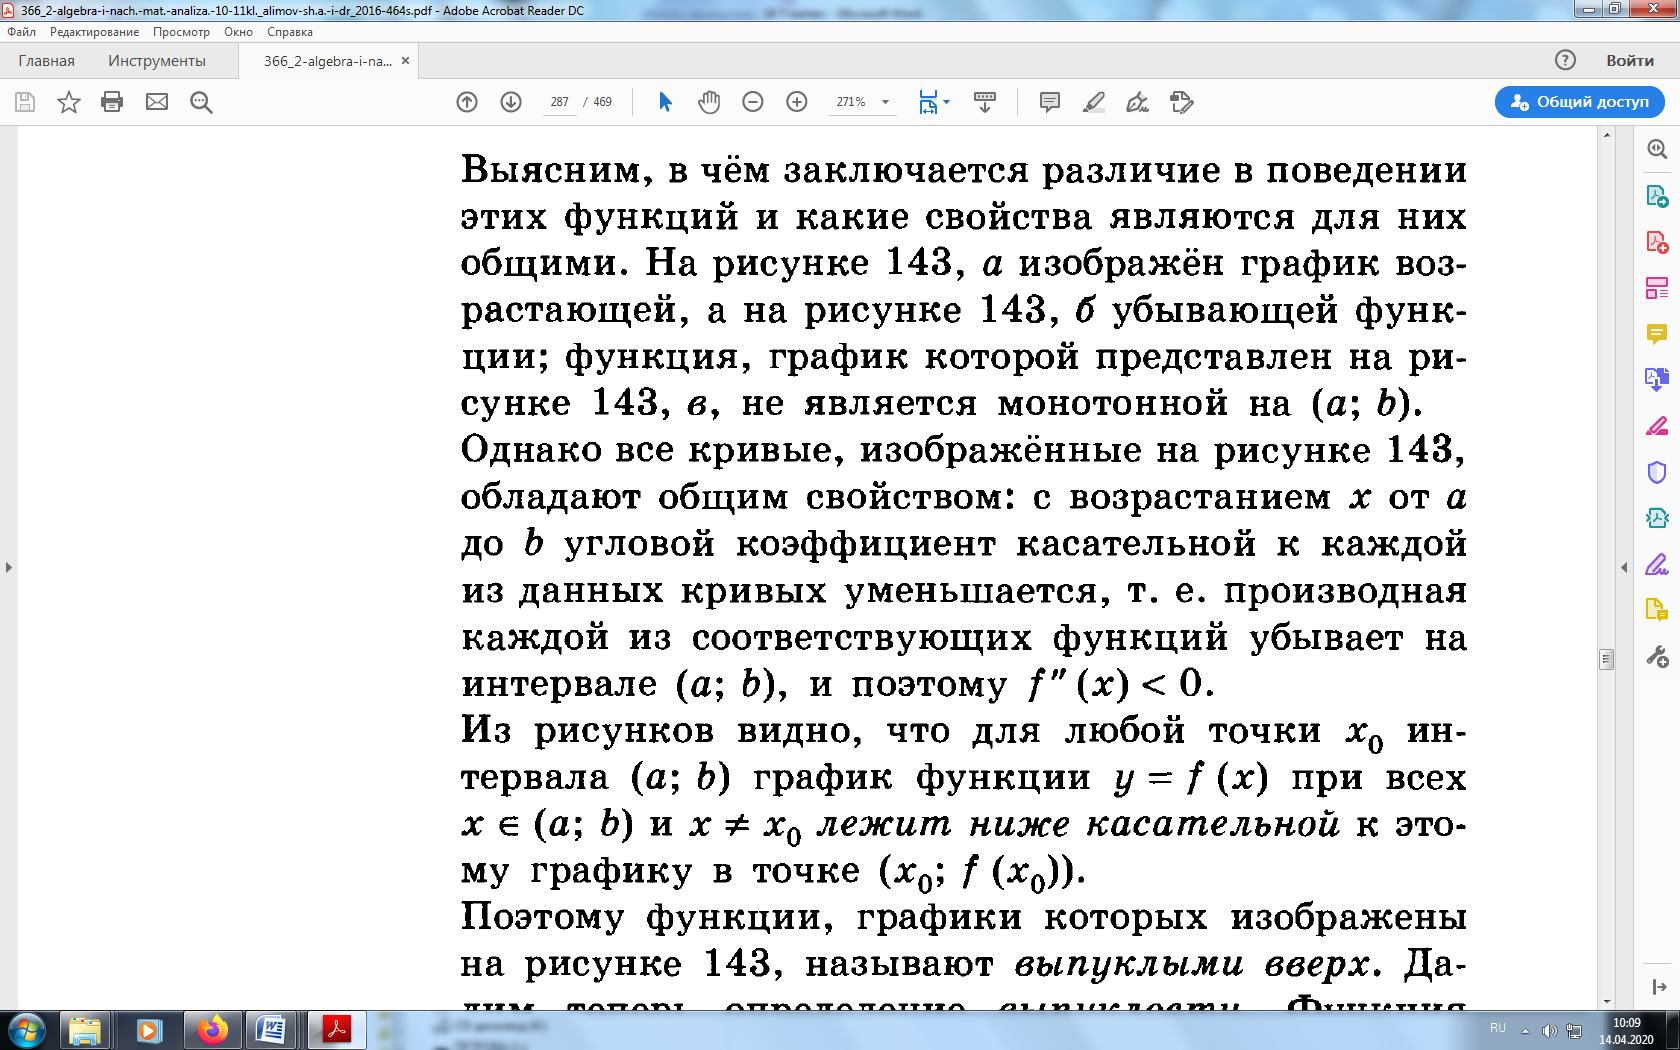 366_2-algebra-i-nach.-mat.-analiza.-10-11kl._alimov-sh.a.-i-dr_2016-464s.pdf - Adobe Acrobat Reader DC
Файл Редактирование Просмотр Окно Справка
Главная Инструменты 366_2-algebra-i-na... × ? Войти
287 / 469 271% Общий доступ
Выясним, в чём заключается различие в поведении
этих функций и какие свойства являются для них
общими. На рисунке 143, а изображён график воз-
растающей, а на рисунке 143, б убывающей функ-
ции; функция, график которой представлен на ри-
сунке 143, в, не является монотонной на (a; b).
Однако все кривые, изображённые на рисунке 143,
обладают общим свойством: с возрастанием x от a
до b угловой коэффициент касательной к каждой
из данных кривых уменьшается, т. е. производная
каждой из соответствующих функций убывает на
интервале (a; b), и поэтому f″(x) < 0.
Из рисунков видно, что для любой точки x₀ ин-
тервала (a; b) график функции y = f (x) при всех
x ∈ (a; b) и x ≠ x₀ лежит ниже касательной к это-
му графику в точке (x₀; f (x₀)).
Поэтому функции, графики которых изображены
на рисунке 143, называют выпуклыми вверх. Да-
дим теперь определение выпуклости. Функция
RU 10:09
14.04.2020